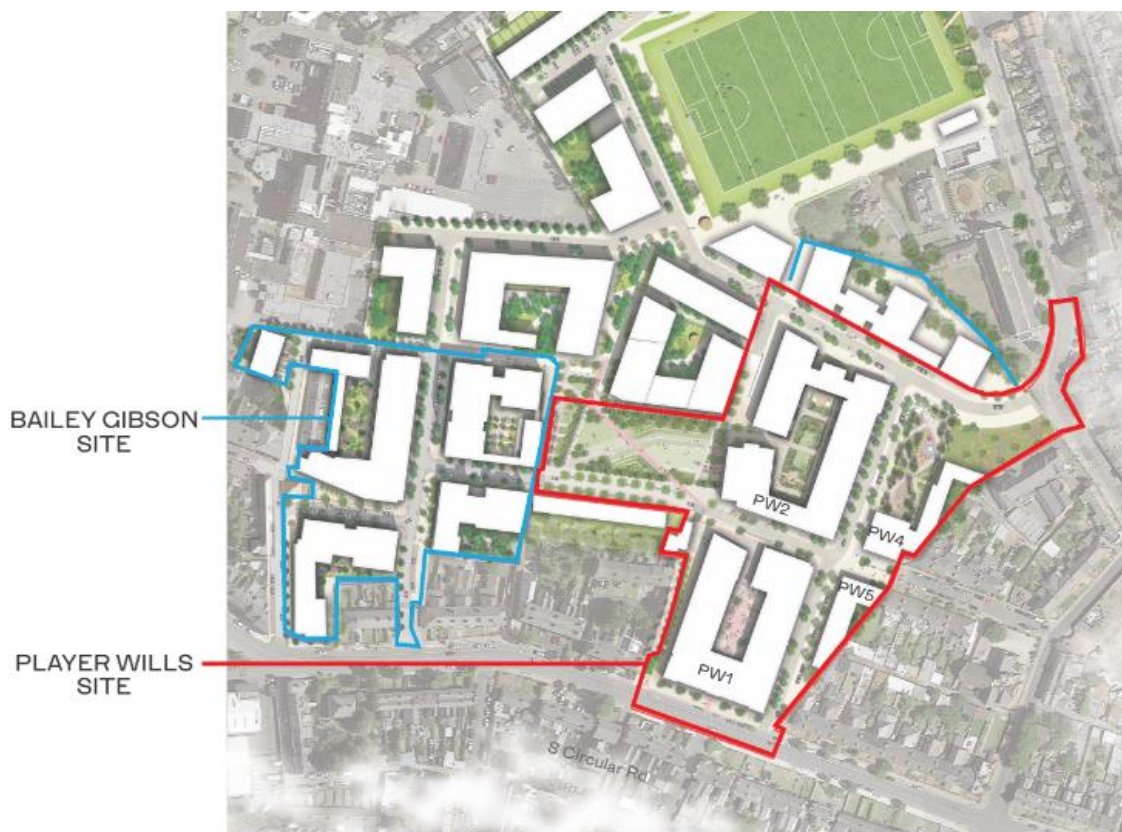 BAILEY GIBSON
SITE
PW2
PW4
PW5
PLAYER WILLS
SITE
PW1
S Circular Rd